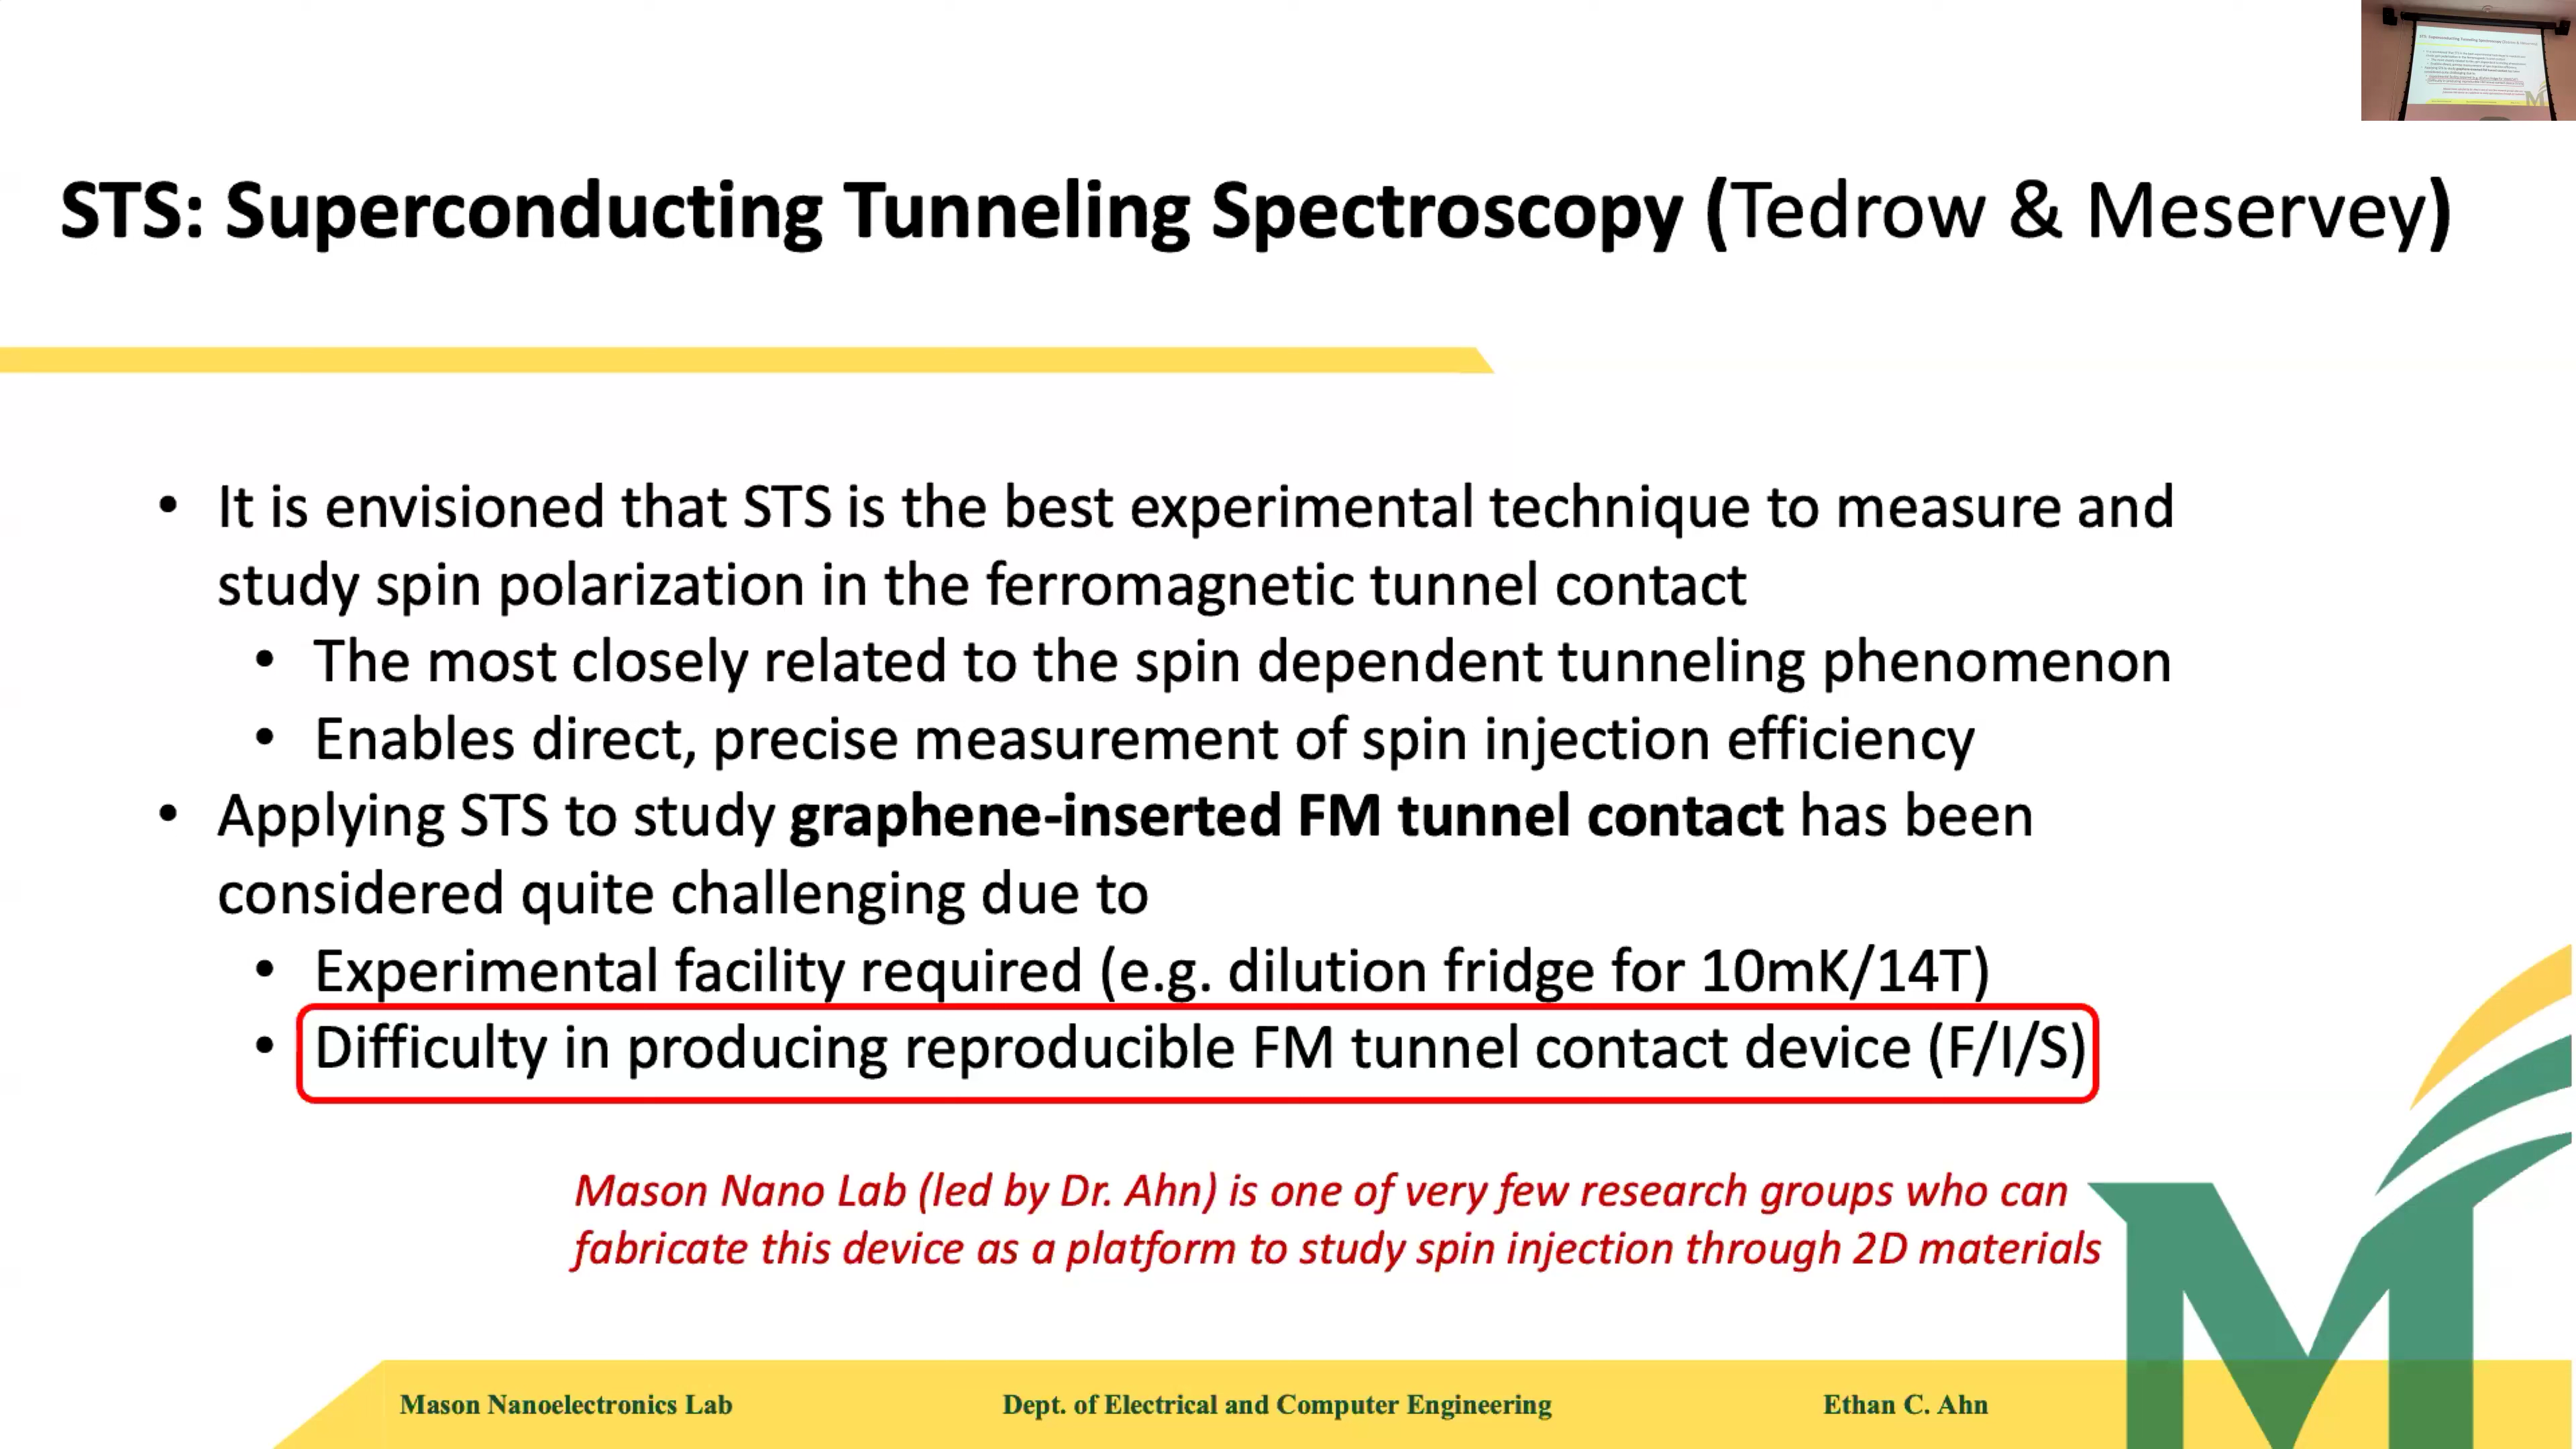 STS: Superconducting Tunneling Spectroscopy (Tedrow & Meservey)
• It is envisioned that STS is the best experimental technique to measure and
study spin polarization in the ferromagnetic tunnel contact
• The most closely related to the spin dependent tunneling phenomenon
• Enables direct, precise measurement of spin injection efficiency
• Applying STS to study graphene-inserted FM tunnel contact has been
considered quite challenging due to
• Experimental facility required (e.g. dilution fridge for 10mK/14T)
• Difficulty in producing reproducible FM tunnel contact device (F/I/S)
Mason Nano Lab (led by Dr. Ahn) is one of very few research groups who can
fabricate this device as a platform to study spin injection through 2D materials
Mason Nanoelectronics Lab
Dept. of Electrical and Computer Engineering
Ethan C. Ahn
M